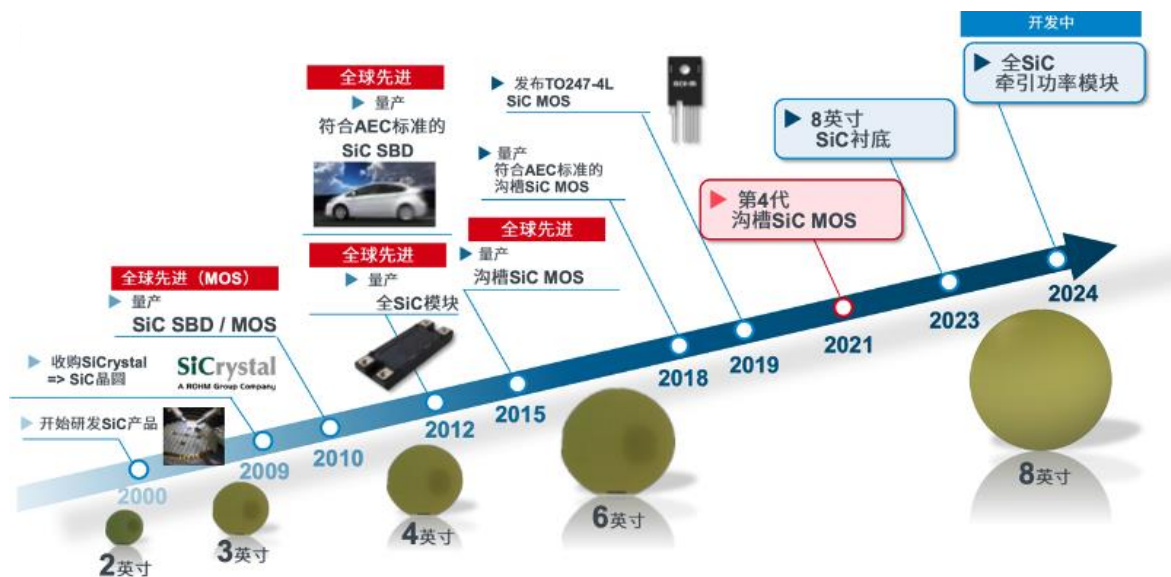 开发中
▶ 全SiC
牵引功率模块
▶ 8英寸
SiC衬底
▶ 第4代
沟槽SiC MOS
▶ 发布TO247-4L
SiC MOS
▶ 量产
符合AEC标准的
沟槽SiC MOS
全球先进
▶ 量产
符合AEC标准的
SiC SBD
全球先进
▶ 量产
沟槽SiC MOS
全球先进
▶ 量产
全SiC模块
全球先进（MOS）
▶ 量产
SiC SBD / MOS
▶ 收购SiCrystal
=> SiC晶圆
SiCrystal
A ROHM Group Company
▶ 开始研发SiC产品
2000
2009
2010
2012
2015
2018
2019
2021
2023
2024
2英寸
3英寸
4英寸
6英寸
8英寸